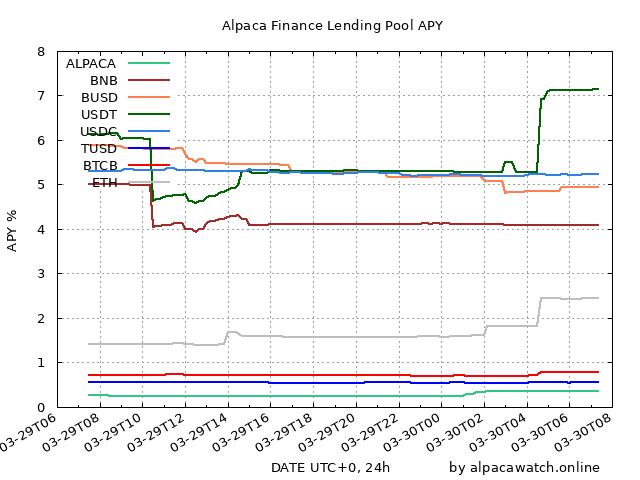 Alpaca Finance Lending Pool APY
8
7
6
5
4
3
2
1
0
APY %
ALPACA
BNB
BUSD
USDT
USDC
TUSD
BTCB
ETH
03-29T06
03-29T08
03-29T10
03-29T12
03-29T14
03-29T16
03-29T18
03-29T20
03-29T22
03-30T00
03-30T02
03-30T04
03-30T06
03-30T08
DATE UTC+0, 24h
by alpacawatch.online